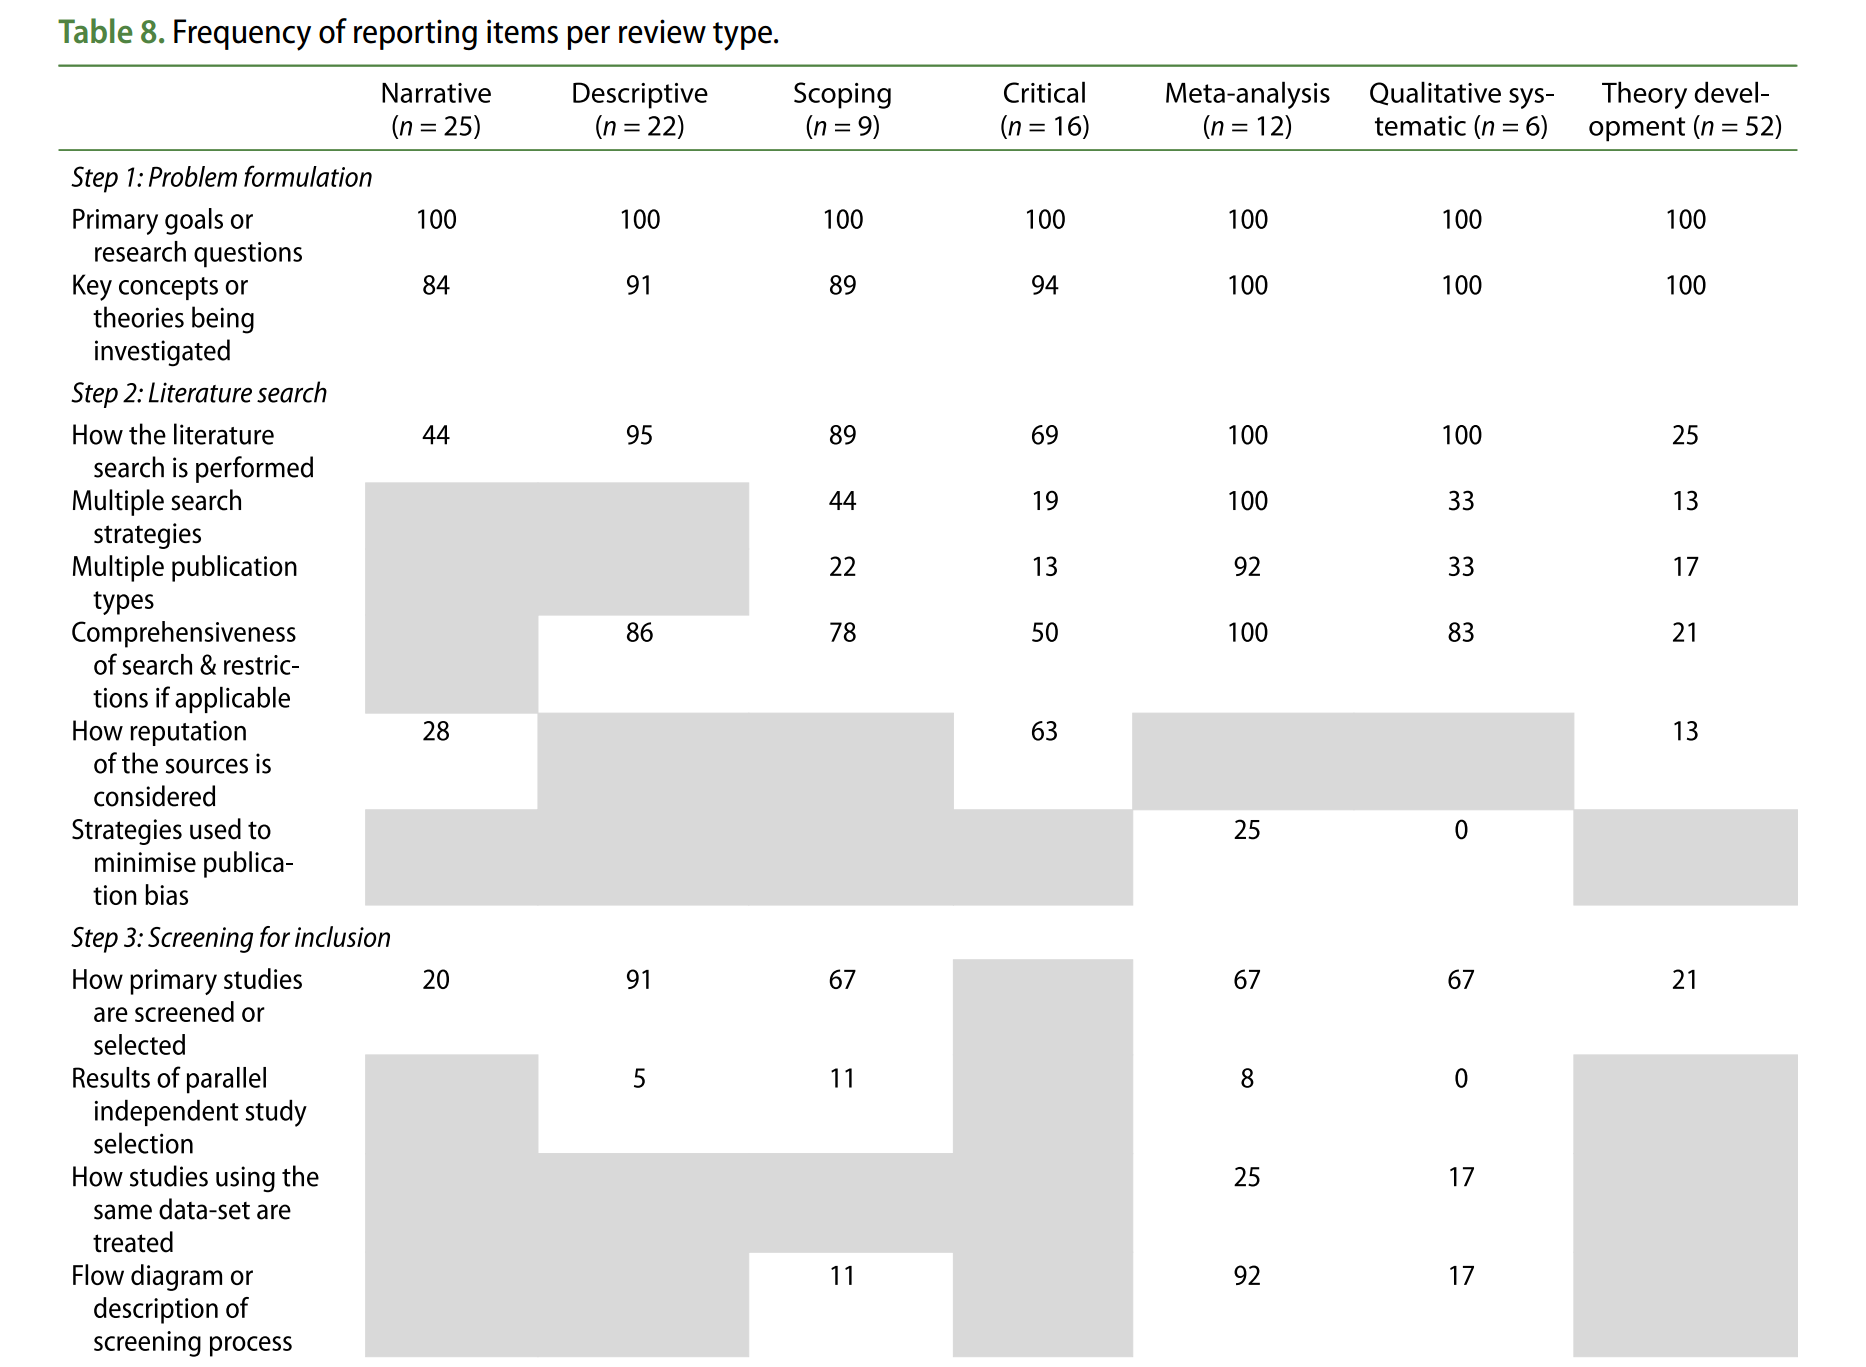 Table 8. Frequency of reporting items per review type.
Narrative Descriptive Scoping Critical Meta-analysis Qualitative sys- Theory devel-
(n = 25) (n = 22) (n = 9) (n = 16) (n = 12) tematic (n = 6) opment (n = 52)
Step 1: Problem formulation
Primary goals or 100 100 100 100 100 100 100
research questions
Key concepts or 84 91 89 94 100 100 100
theories being
investigated
Step 2: Literature search
How the literature 44 95 89 69 100 100 25
search is performed
Multiple search 44 19 100 33 13
strategies
Multiple publication 22 13 92 33 17
types
Comprehensiveness 86 78 50 100 83 21
of search & restric-
tions if applicable
How reputation 28 63 13
of the sources is
considered
Strategies used to 25 0
minimise publica-
tion bias
Step 3: Screening for inclusion
How primary studies 20 91 67 67 67 21
are screened or
selected
Results of parallel 5 11 8 0
independent study
selection
How studies using the 25 17
same data-set are
treated
Flow diagram or 11 92 17
description of
screening process